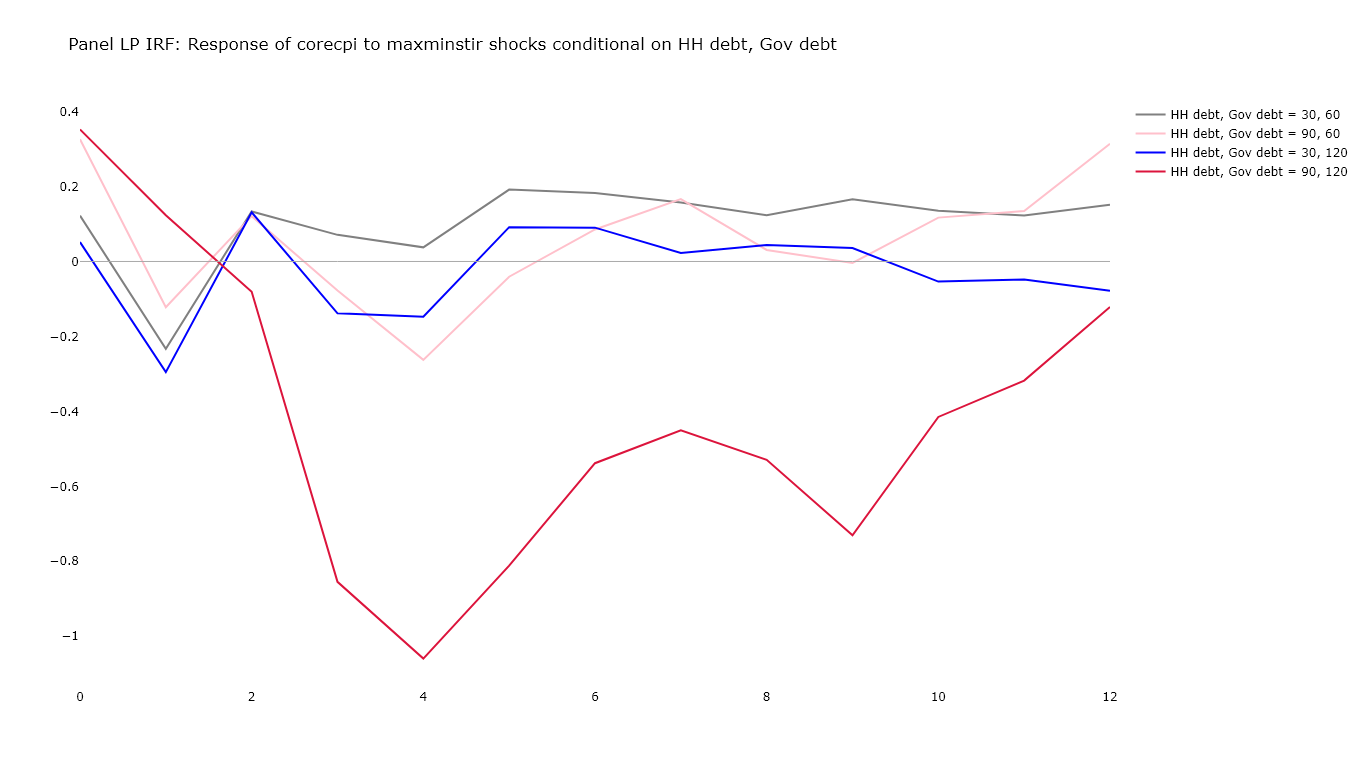 Panel LP IRF: Response of corecpi to maxminstir shocks conditional on HH debt, Gov debt
0.4
0.2
0
−0.2
−0.4
−0.6
−0.8
−1
0 2 4 6 8 10 12
HH debt, Gov debt = 30, 60
HH debt, Gov debt = 90, 60
HH debt, Gov debt = 30, 120
HH debt, Gov debt = 90, 120